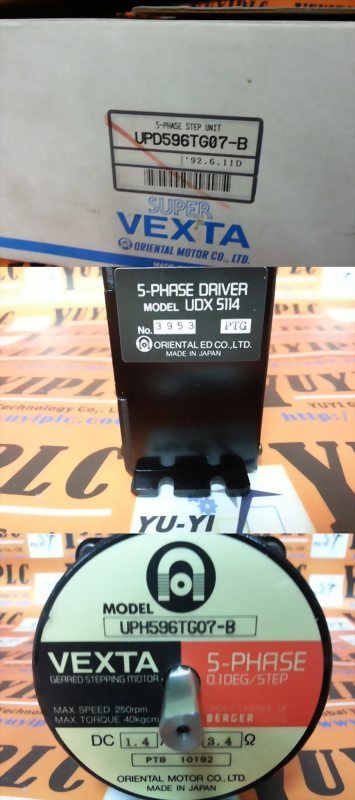 5-PHASE STEP UNIT
UPD596TG07-B
'92.6.11D
SUPER
VEXTA
ORIENTAL MOTOR CO., LTD.
5-PHASE DRIVER
MODEL UDX 5114
No. 3953 PTG
ORIENTAL ED CO., LTD.
MADE IN JAPAN
YU-YI
MODEL
UPH596TG07-B
VEXTA 5-PHASE
GEARED STEPPING MOTOR 0.1DEG/STEP
MAX SPEED 250rpm
MAX TORQUE 40kgcm BERGER
DC 1.4 A 3.4 Ω
PT8 10192
ORIENTAL MOTOR CO., LTD.
MADE IN JAPAN